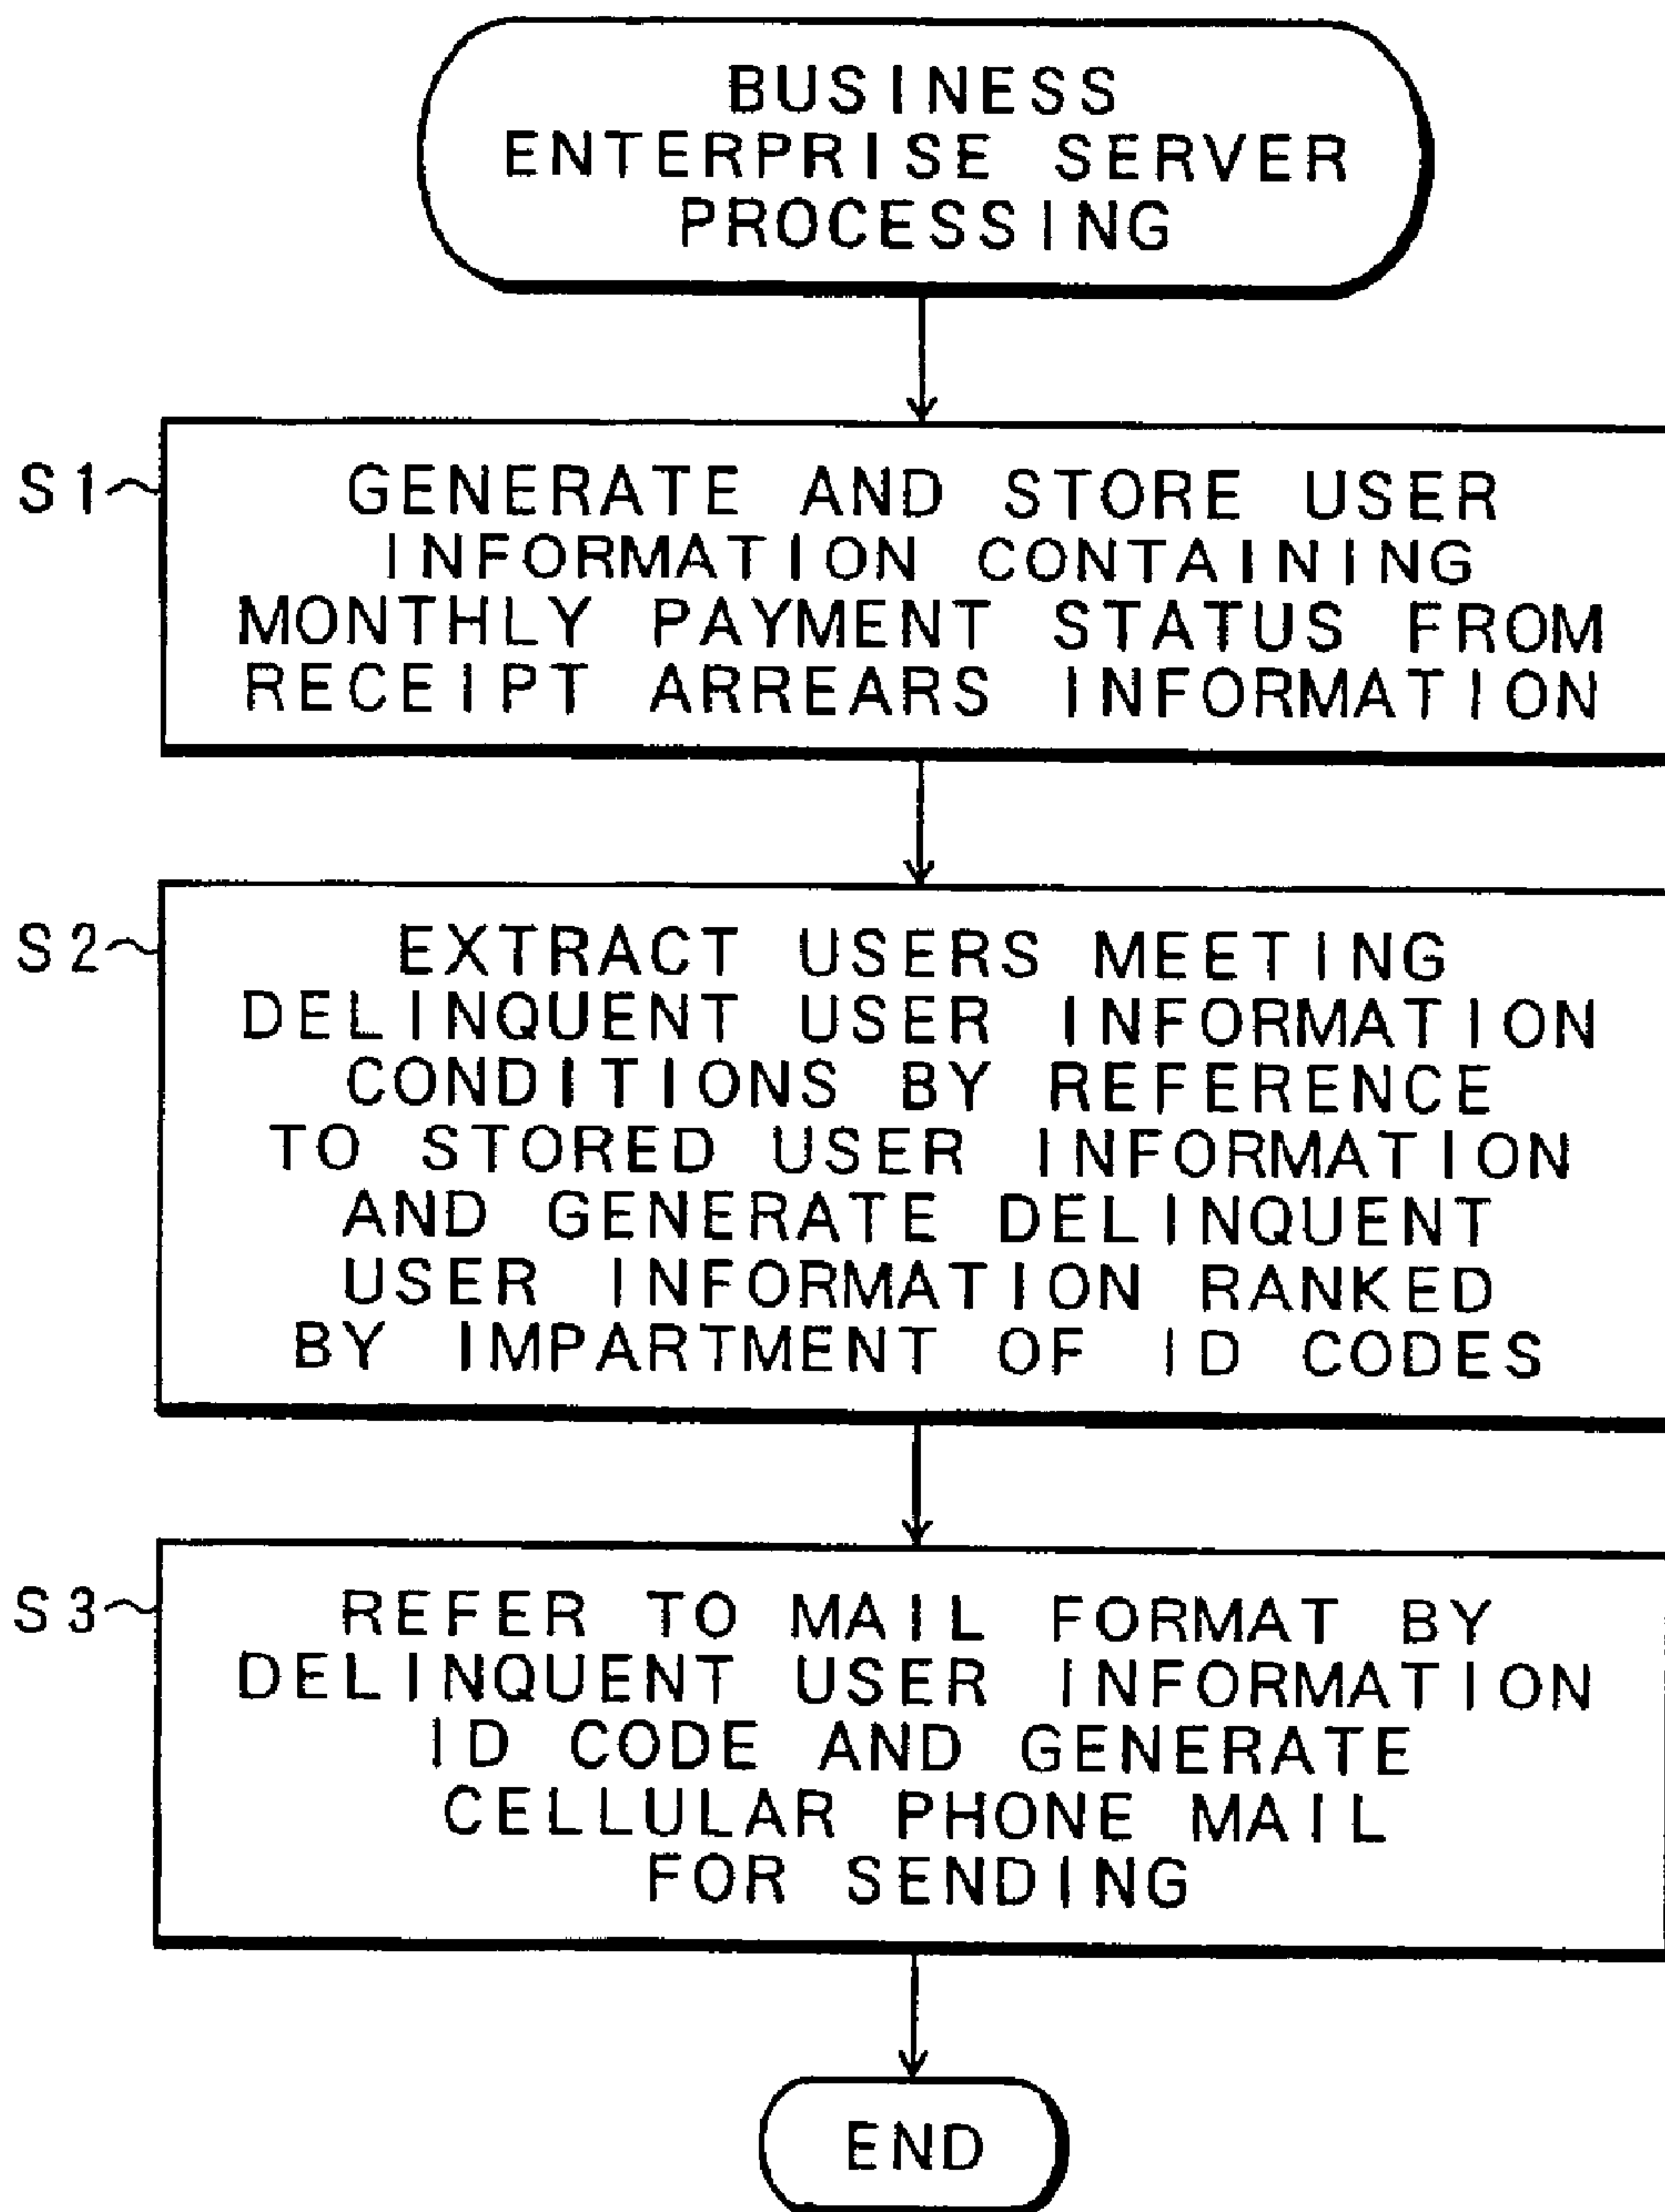 BUSINESS
ENTERPRISE SERVER
PROCESSING
S1
GENERATE AND STORE USER
INFORMATION CONTAINING
MONTHLY PAYMENT STATUS FROM
RECEIPT ARREARS INFORMATION
S2
EXTRACT USERS MEETING
DELINQUENT USER INFORMATION
CONDITIONS BY REFERENCE
TO STORED USER INFORMATION
AND GENERATE DELINQUENT
USER INFORMATION RANKED
BY IMPARTMENT OF ID CODES
S3
REFER TO MAIL FORMAT BY
DELINQUENT USER INFORMATION
ID CODE AND GENERATE
CELLULAR PHONE MAIL
FOR SENDING
END